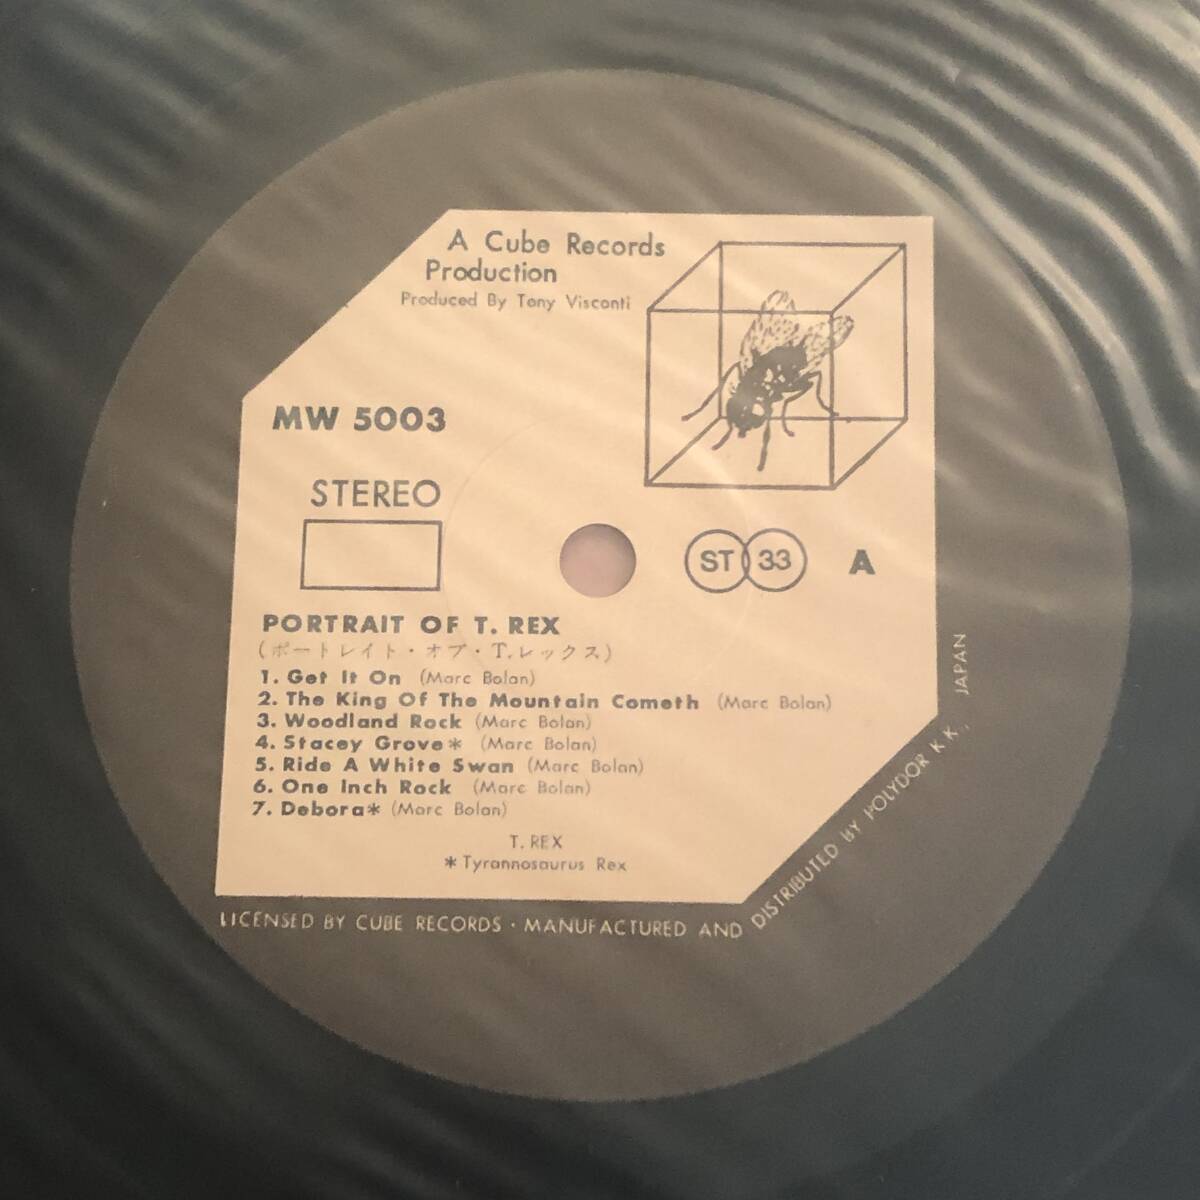 A Cube Records
Production
Produced By Tony Visconti
MW 5003
STEREO
ST 33 A
PORTRAIT OF T. REX
(ポートレイト・オブ・T.レックス)
1. Get It On (Marc Bolan)
2. The King Of The Mountain Cometh (Marc Bolan)
3. Woodland Rock (Marc Bolan)
4. Stacey Grove* (Marc Bolan)
5. Ride A White Swan (Marc Bolan)
6. One Inch Rock (Marc Bolan)
7. Debora* (Marc Bolan)
T. REX
*Tyrannosaurus Rex
LICENSED BY CUBE RECORDS · MANUFACTURED AND DISTRIBUTED BY POLYDOR K.K., JAPAN